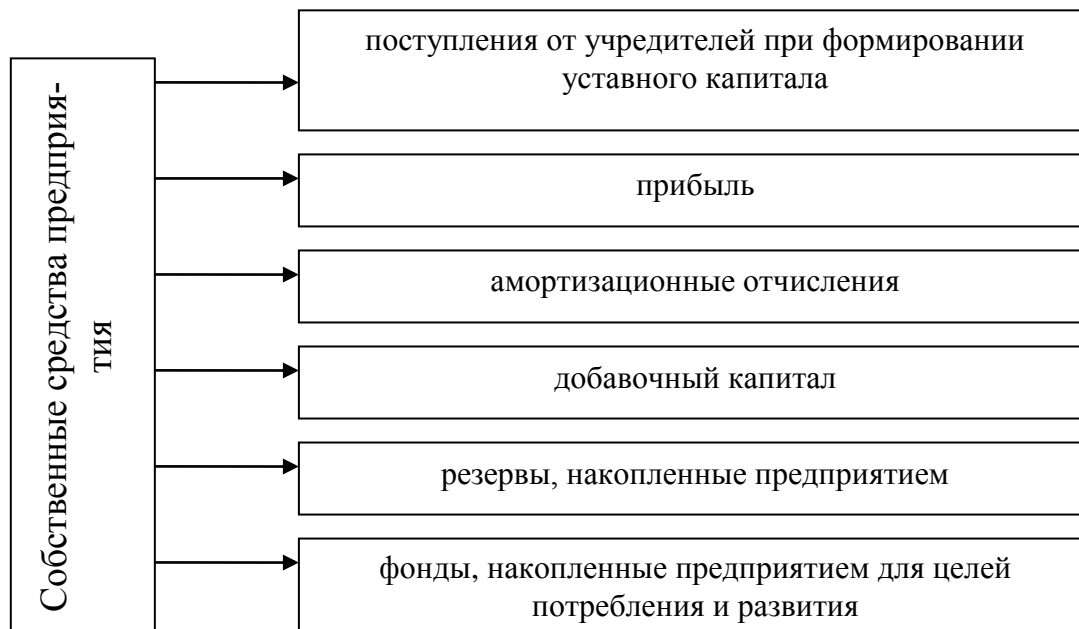 Собственные средства предприя-
тия
поступления от учредителей при формировании
уставного капитала
прибыль
амортизационные отчисления
добавочный капитал
резервы, накопленные предприятием
фонды, накопленные предприятием для целей
потребления и развития